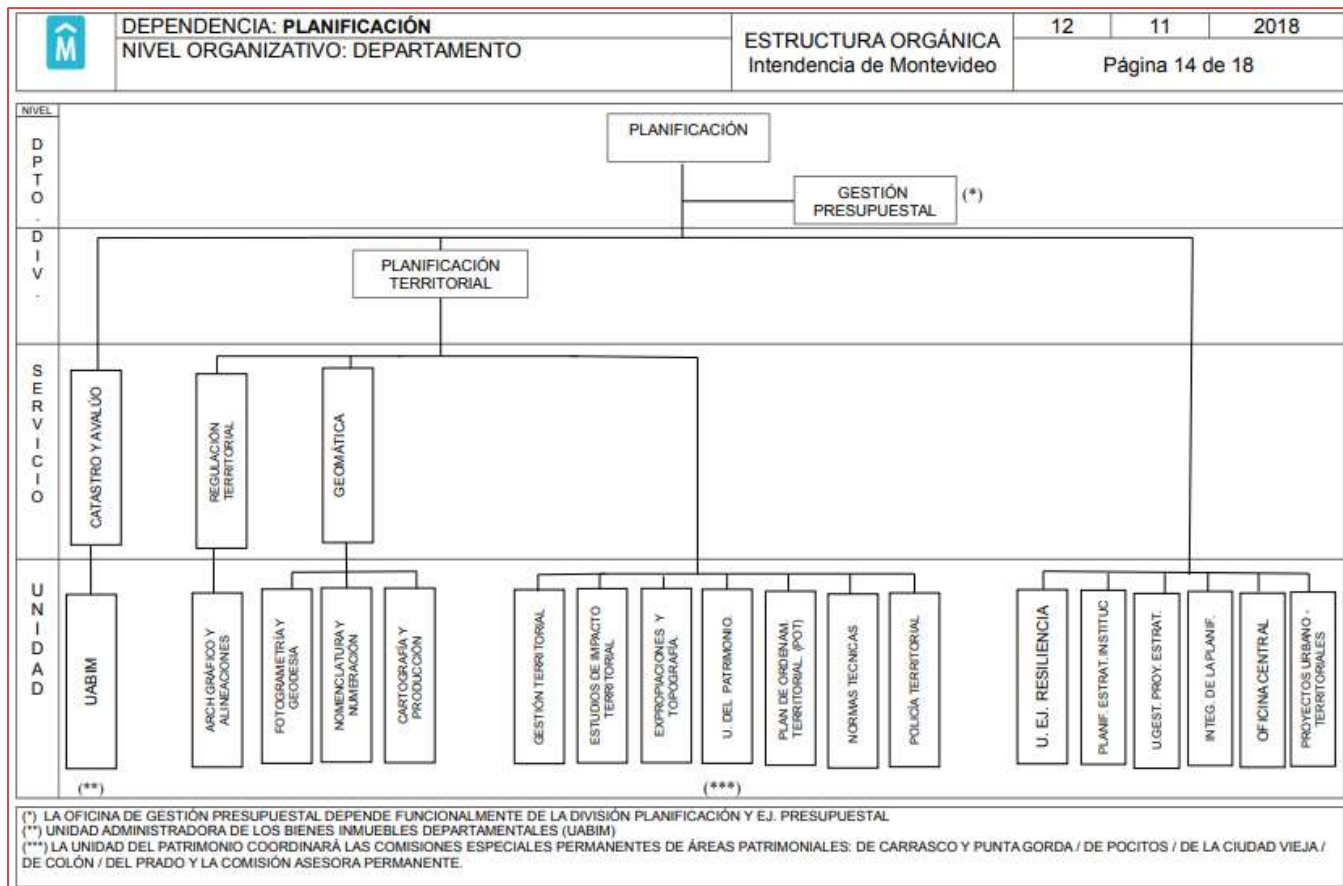 M
DEPENDENCIA: PLANIFICACIÓN
NIVEL ORGANIZATIVO: DEPARTAMENTO
ESTRUCTURA ORGÁNICA
Intendencia de Montevideo
12 11 2018
Página 14 de 18
NIVEL
DPTO.
PLANIFICACIÓN
GESTIÓN
PRESUPUESTAL
(*)
DIV.
PLANIFICACIÓN
TERRITORIAL
SERVICIO
CATASTRO Y AVALÚO
REGULACIÓN
TERRITORIAL
GEOMÁTICA
UNIDAD
UABIM
ARCH GRÁFICO Y
ALINEACIONES
FOTOGRAMETRÍA Y
GEODESIA
NOMENCLATURA Y
NUMERACIÓN
CARTOGRAFÍA Y
PRODUCCIÓN
GESTIÓN TERRITORIAL
ESTUDIOS DE IMPACTO
TERRITORIAL
EXPROPIACIONES Y
TOPOGRAFÍA
U. DEL PATRIMONIO.
PLAN DE ORDENAM.
TERRITORIAL. (POT)
NORMAS TECNICAS
POLICÍA TERRITORIAL
U. EJ. RESILIENCIA
PLANIF. ESTRAT. INSTITUC
U.GEST. PROY. ESTRAT.
INTEG. DE LA PLANIF.
OFICINA CENTRAL
PROYECTOS URBANO -
TERRITORIALES
(**)
(***)
(*) LA OFICINA DE GESTIÓN PRESUPUESTAL DEPENDE FUNCIONALMENTE DE LA DIVISIÓN PLANIFICACIÓN Y EJ. PRESUPUESTAL
(**) UNIDAD ADMINISTRADORA DE LOS BIENES INMUEBLES DEPARTAMENTALES (UABIM)
(***) LA UNIDAD DEL PATRIMONIO COORDINARÁ LAS COMISIONES ESPECIALES PERMANENTES DE ÁREAS PATRIMONIALES: DE CARRASCO Y PUNTA GORDA / DE POCITOS / DE LA CIUDAD VIEJA /
DE COLÓN / DEL PRADO Y LA COMISIÓN ASESORA PERMANENTE.